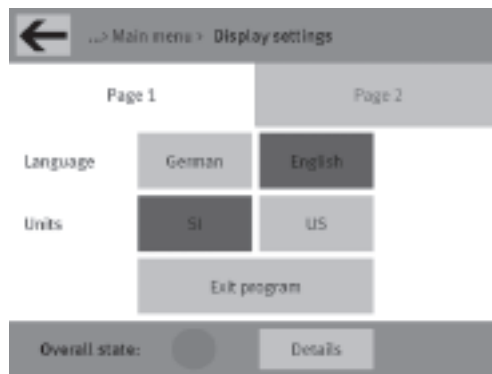 ...> Main menu > Display settings
Page 1 Page 2
Language German English
Units SI US
Exit program
Overall state: Details